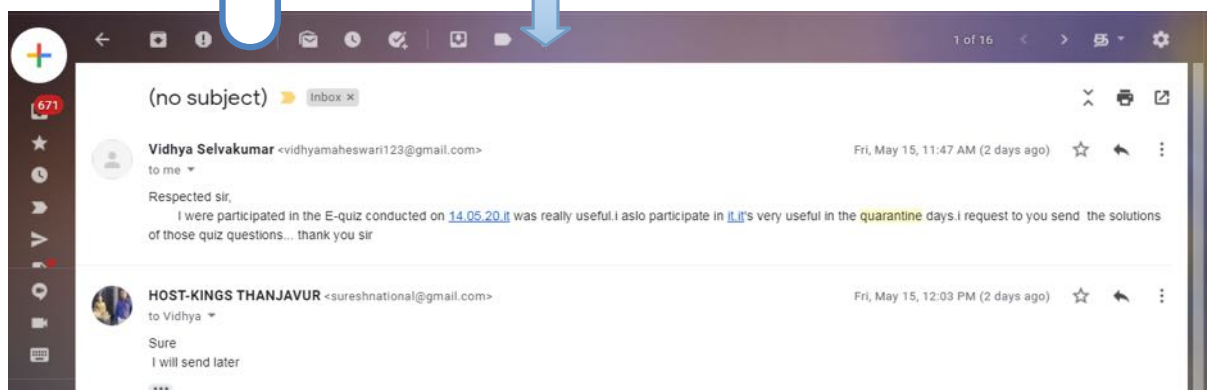 1 of 16
671
(no subject) Inbox ×
Vidhya Selvakumar <vidhyamaheswari123@gmail.com>
Fri, May 15, 11:47 AM (2 days ago)
to me
Respected sir,
I were participated in the E-quiz conducted on 14.05.20.it was really useful.i aslo participate in it.it's very useful in the quarantine days.i request to you send the solutions
of those quiz questions... thank you sir
HOST-KINGS THANJAVUR <sureshnational@gmail.com>
Fri, May 15, 12:03 PM (2 days ago)
to Vidhya
Sure
I will send later